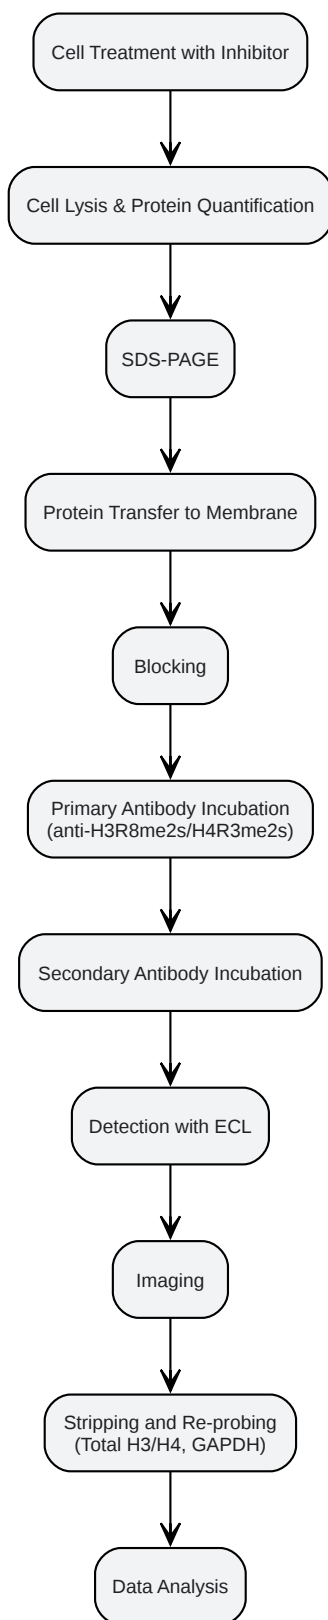 Cell Treatment with Inhibitor
Cell Lysis & Protein Quantification
SDS-PAGE
Protein Transfer to Membrane
Blocking
Primary Antibody Incubation
(anti-H3R8me2s/H4R3me2s)
Secondary Antibody Incubation
Detection with ECL
Imaging
Stripping and Re-probing
(Total H3/H4, GAPDH)
Data Analysis